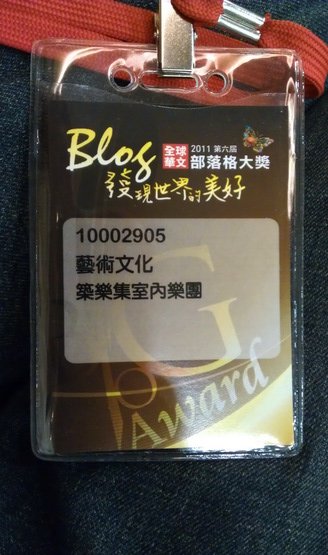 Blog 全球華文 2011 第六屆 部落格大獎
發現世界的美好
10002905
藝術文化
築樂集室內樂團
G
Award